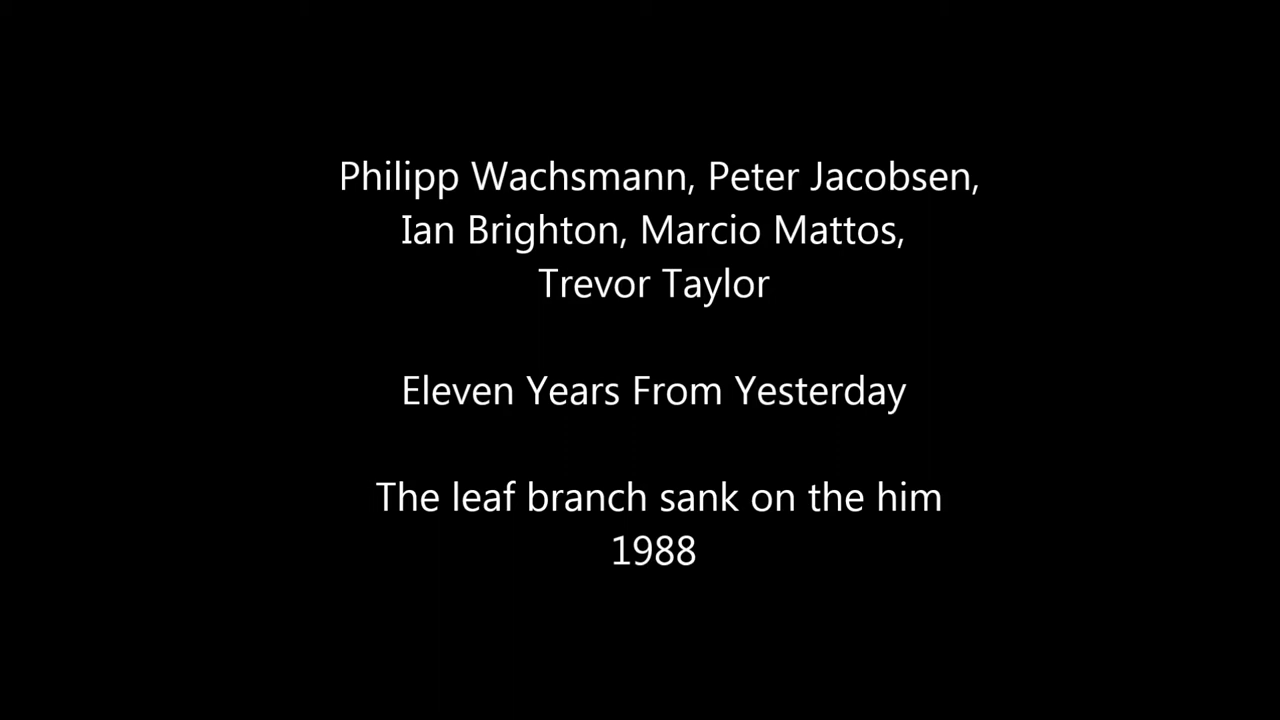 Philipp Wachsmann, Peter Jacobsen,
Ian Brighton, Marcio Mattos,
Trevor Taylor
Eleven Years From Yesterday
The leaf branch sank on the him
1988